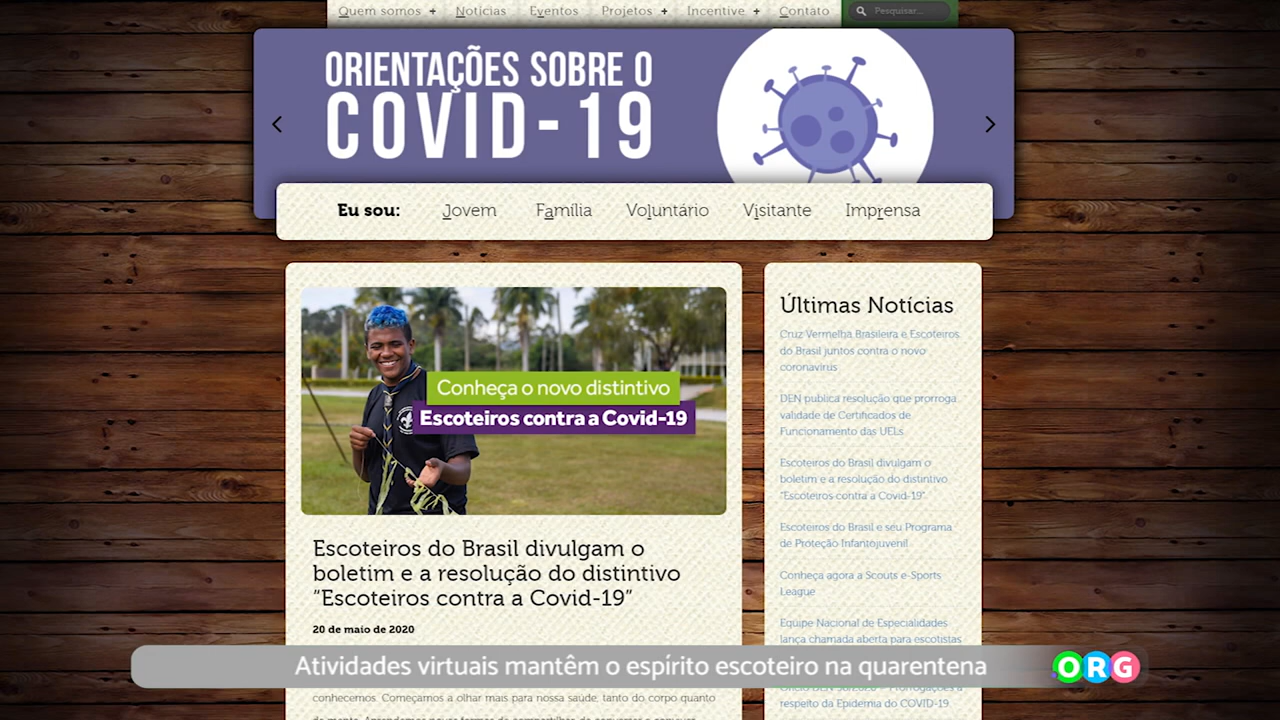 Quem somos + Notícias Eventos Projetos + Incentive + Contato Pesquisar...
ORIENTAÇÕES SOBRE O
COVID-19
Eu sou: Jovem Família Voluntário Visitante Imprensa
Conheça o novo distintivo
Escoteiros contra a Covid-19
Escoteiros do Brasil divulgam o
boletim e a resolução do distintivo
“Escoteiros contra a Covid-19”
20 de maio de 2020
conhecemos. Começamos a olhar mais para nossa saúde, tanto do corpo quanto
Últimas Notícias
Cruz Vermelha Brasileira e Escoteiros
do Brasil juntos contra o novo
coronavírus
DEN publica resolução que prorroga
validade de Certificados de
Funcionamento das UELs
Escoteiros do Brasil divulgam o
boletim e a resolução do distintivo
“Escoteiros contra a Covid-19”
Escoteiros do Brasil e seu Programa
de Proteção Infantojuvenil
Conheça agora a Scouts e-Sports
League
Equipe Nacional de Especialidades
lança chamada aberta para escotistas
respeito da Epidemia do COVID-19
Atividades virtuais mantêm o espírito escoteiro na quarentena
.ORG